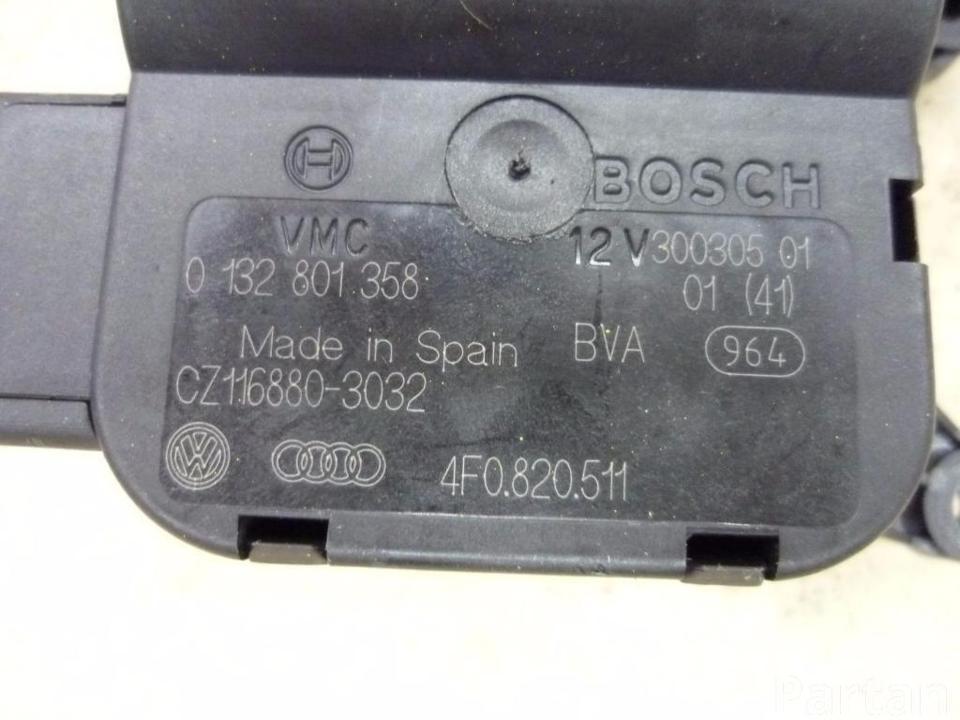 BOSCH
VMC 12 V 300305 01
0 132 801 358 01 (41)
Made in Spain BVA 964
CZ116880-3032
4F0.820.511
Partan